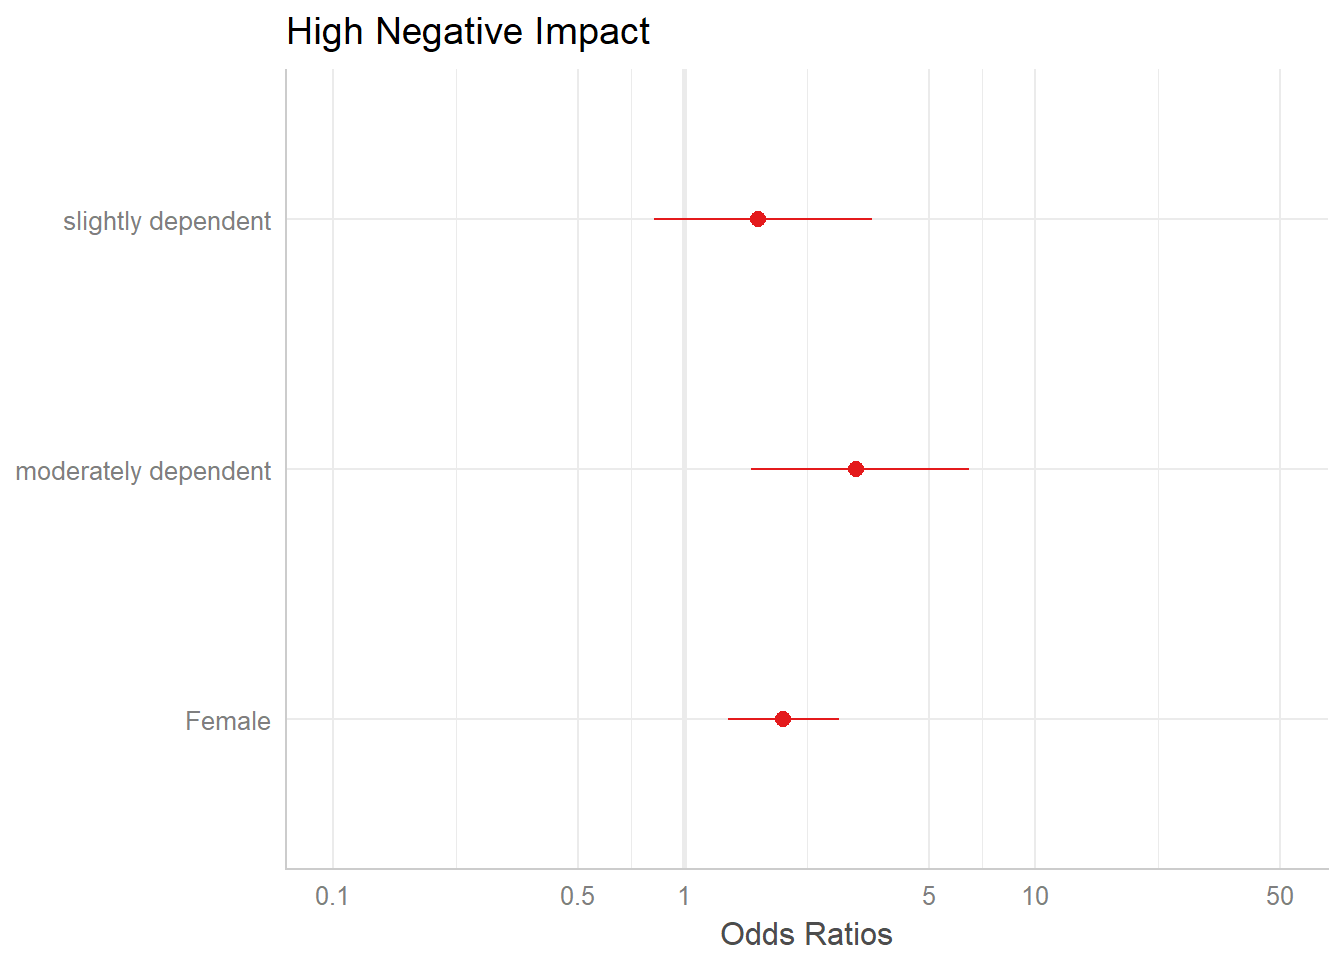 High Negative Impact
slightly dependent
moderately dependent
Female
0.1 0.5 1 5 10 50
Odds Ratios